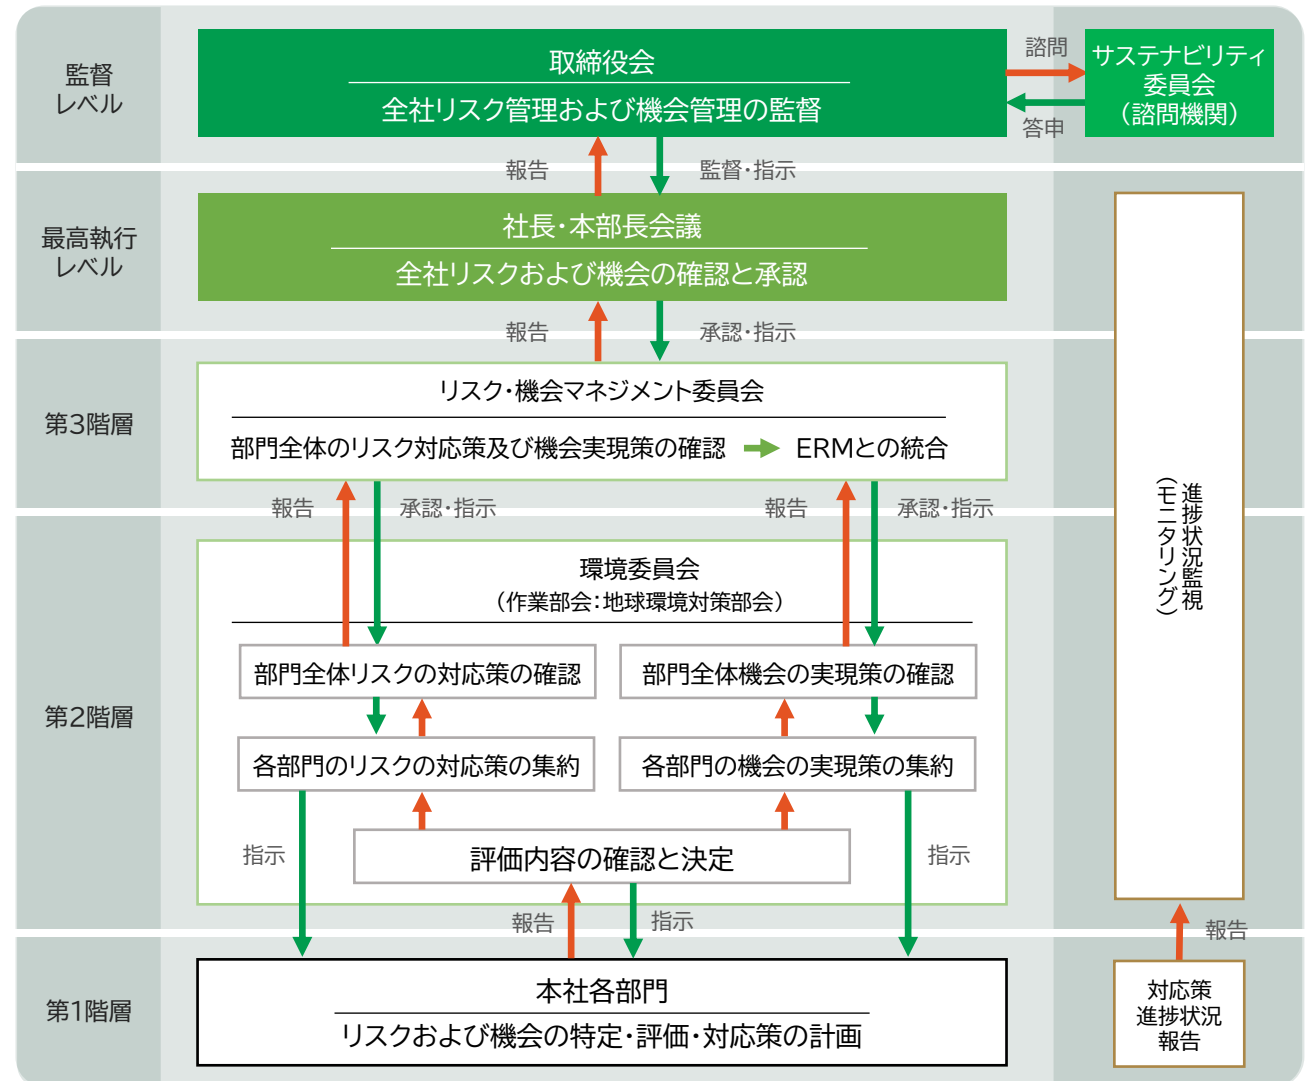 監督
レベル
取締役会
全社リスク管理および機会管理の監督
諮問
答申
サステナビリティ
委員会
（諮問機関）
報告
監督・指示
最高執行
レベル
社長・本部長会議
全社リスクおよび機会の確認と承認
報告
承認・指示
第3階層
リスク・機会マネジメント委員会
部門全体のリスク対応策及び機会実現策の確認
ERMとの統合
報告
承認・指示
報告
承認・指示
第2階層
環境委員会
（作業部会：地球環境対策部会）
部門全体リスクの対応策の確認
部門全体機会の実現策の確認
各部門のリスクの対応策の集約
各部門の機会の実現策の集約
指示
評価内容の確認と決定
指示
報告
指示
第1階層
本社各部門
リスクおよび機会の特定・評価・対応策の計画
進捗状況監視
（モニタリング）
報告
対応策
進捗状況
報告